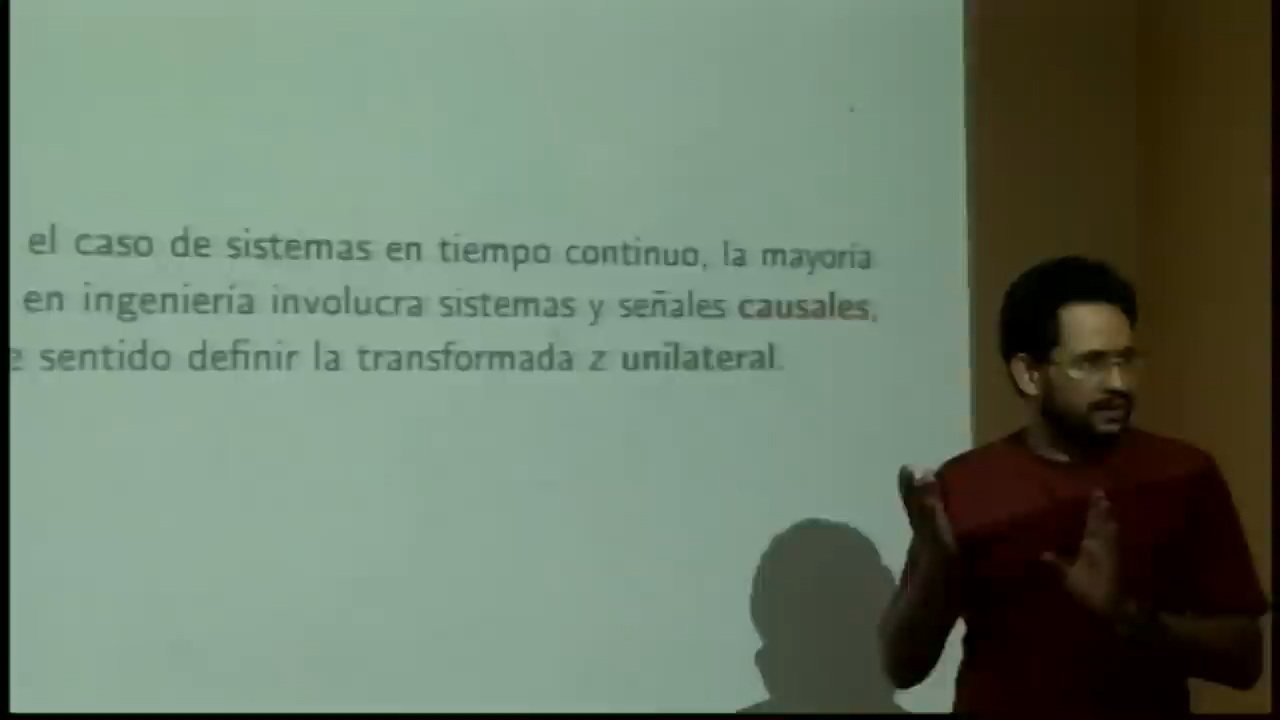 el caso de sistemas en tiempo continuo, la mayoría
en ingeniería involucra sistemas y señales causales,
sentido definir la transformada z unilateral.